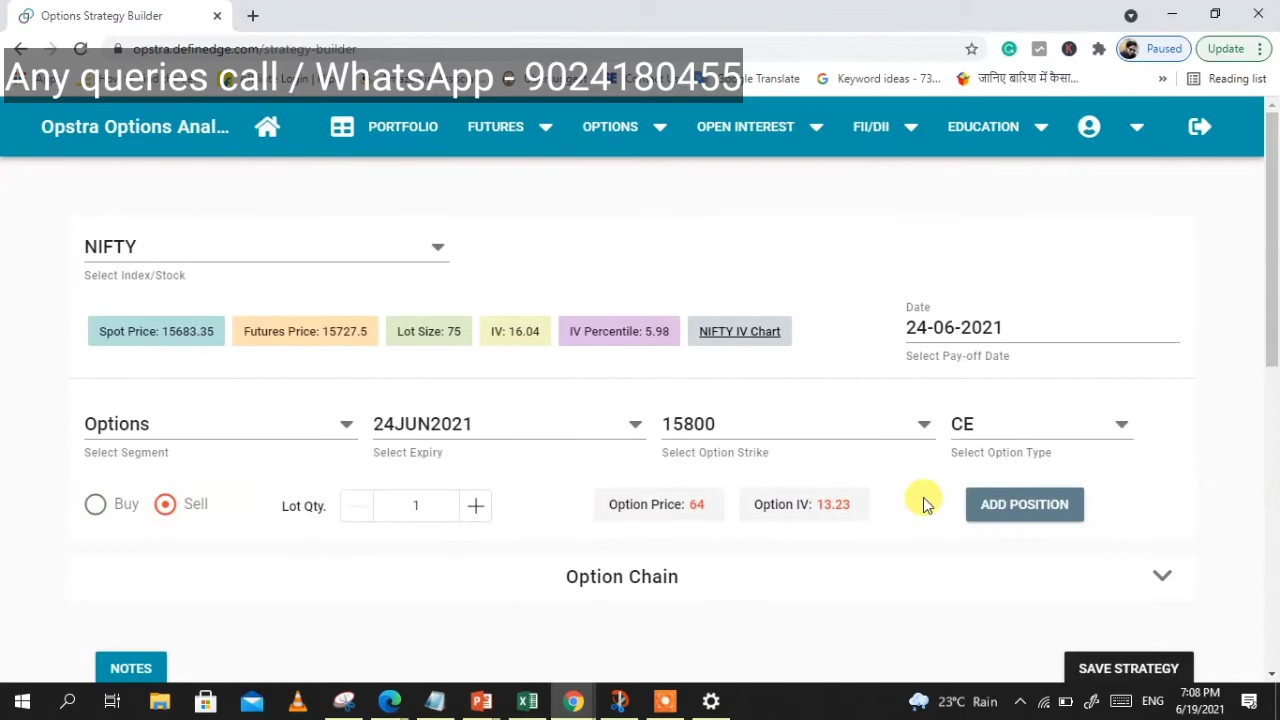 Options Strategy Builder
opstra.definedge.com/strategy-builder
Paused
Update
Any queries call / WhatsApp - 9024180455
Google Translate
Keyword ideas - 73...
जानिए बारिश में कैसा...
»
Reading list
Opstra Options Anal...
PORTFOLIO
FUTURES
OPTIONS
OPEN INTEREST
FII/DII
EDUCATION
NIFTY
Select Index/Stock
Date
Spot Price: 15683.35
Futures Price: 15727.5
Lot Size: 75
IV: 16.04
IV Percentile: 5.98
NIFTY IV Chart
24-06-2021
Select Pay-off Date
Options
24JUN2021
15800
CE
Select Segment
Select Expiry
Select Option Strike
Select Option Type
Buy
Sell
Lot Qty.
1
Option Price: 64
Option IV: 13.23
ADD POSITION
Option Chain
NOTES
SAVE STRATEGY
23°C Rain
ENG
7:08 PM
6/19/2021